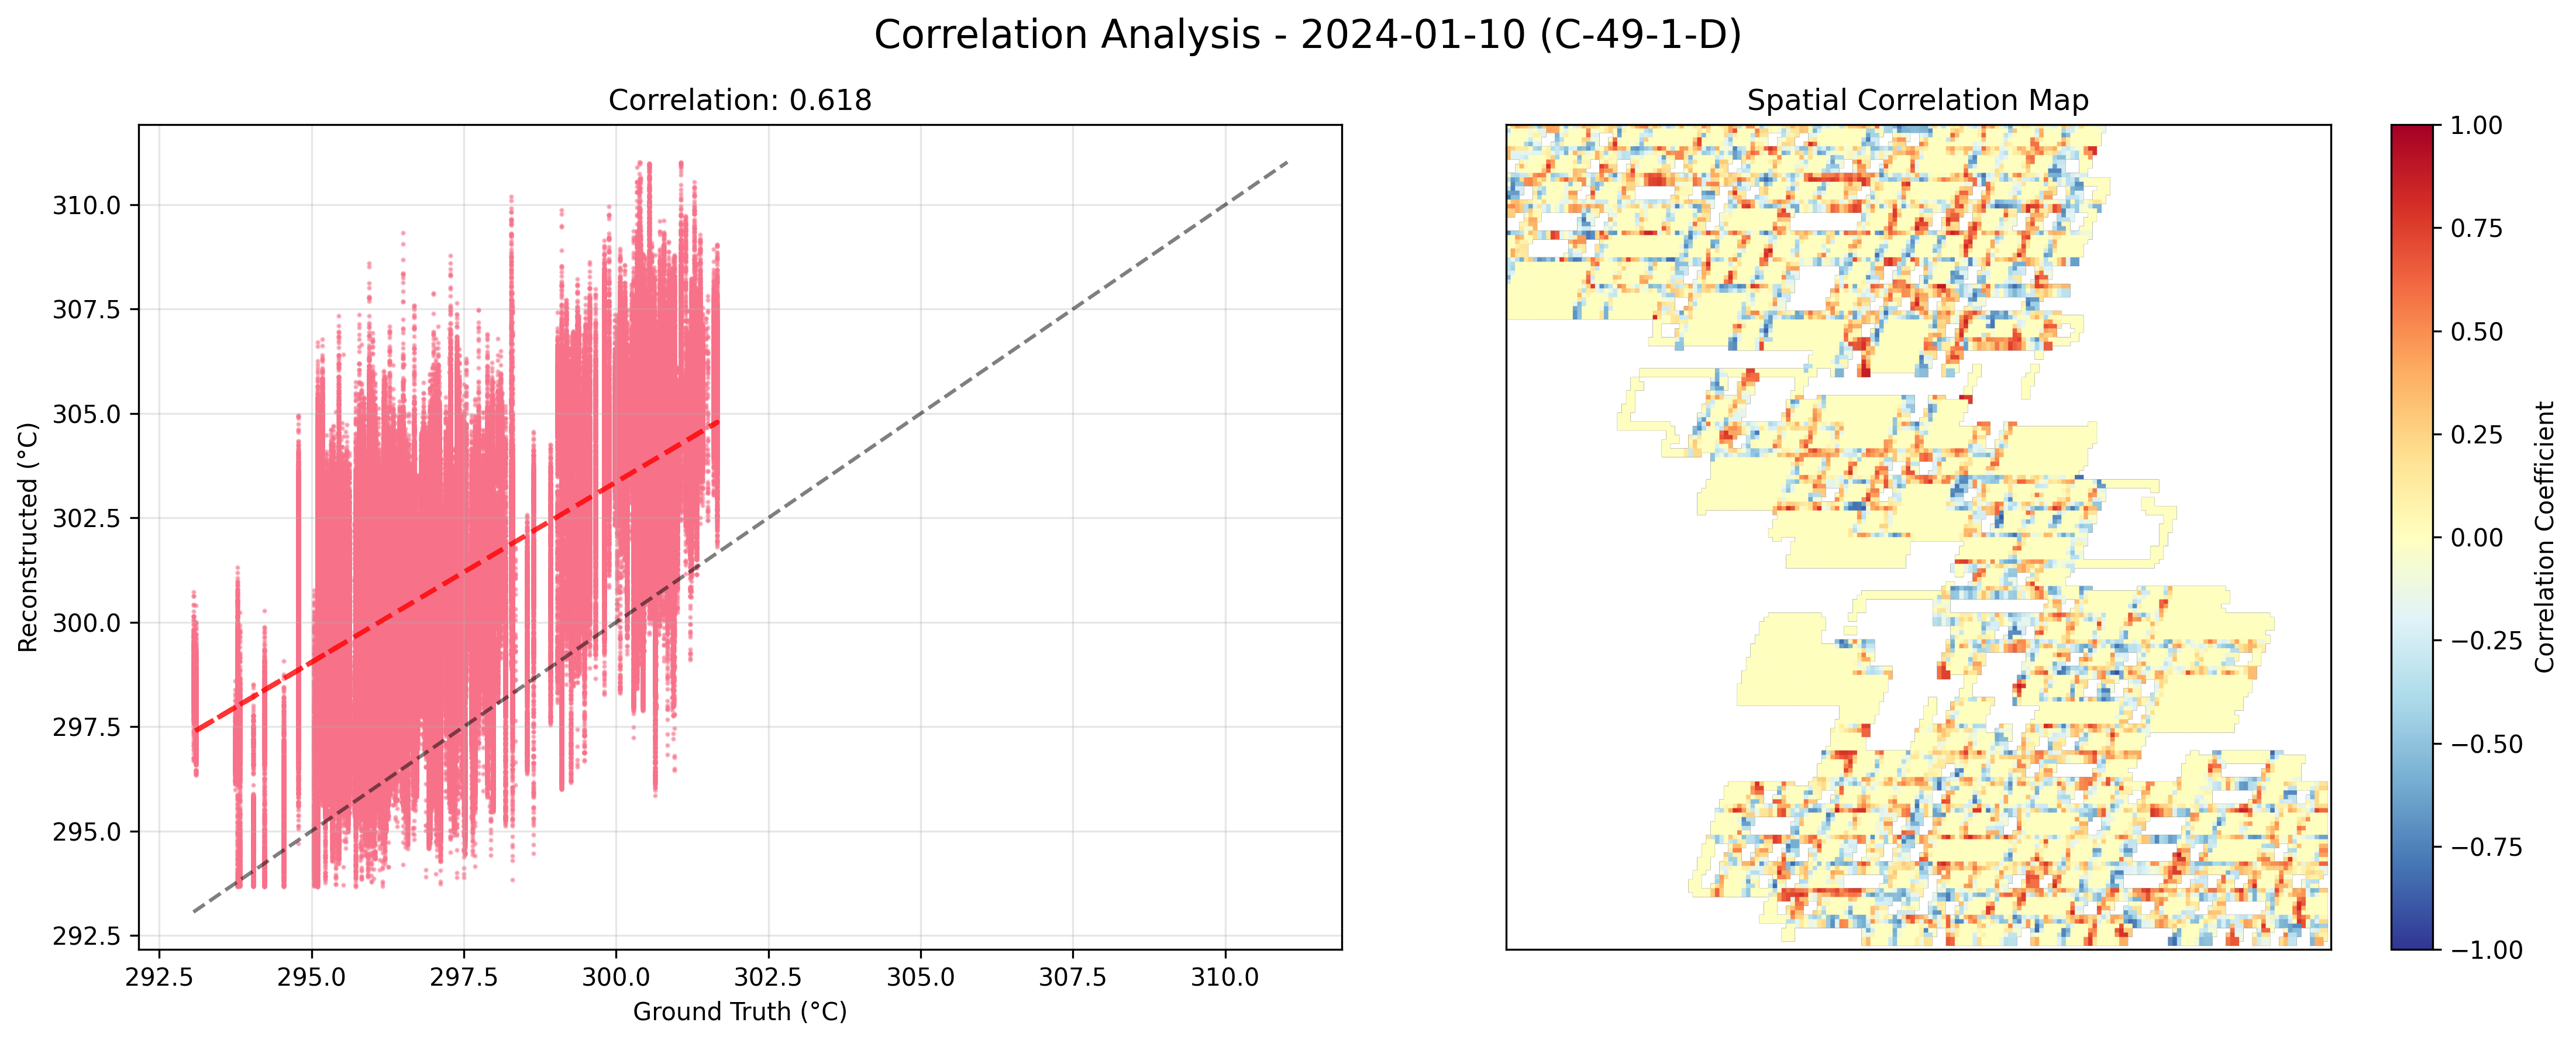 Correlation Analysis - 2024-01-10 (C-49-1-D)
Correlation: 0.618
Reconstructed (°C)
310.0
307.5
305.0
302.5
300.0
297.5
295.0
292.5
292.5 295.0 297.5 300.0 302.5 305.0 307.5 310.0
Ground Truth (°C)
Spatial Correlation Map
1.00
0.75
0.50
0.25
0.00
−0.25
−0.50
−0.75
−1.00
Correlation Coefficient